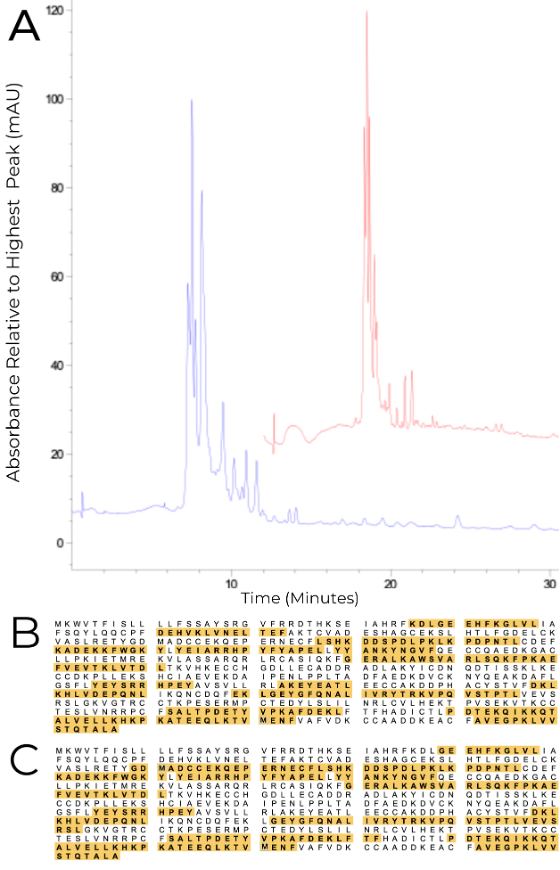 A
Absorbance Relative to Highest Peak (mAU)
120
100
80
60
40
20
0
10
20
30
Time (Minutes)
B
MKWVTFISLL LLFSSAYSRG VFRRDTHKSE IAHRFKDLGE EHFKGLVLIA
FSQYLQQCPF DEHVKLVNEL TEFAKTCVAD ESHAGCEKSL HTLFGDELCK
VASLRETYGD MADCCEKQEP ERNECFLSHK DDSPDLPKLK PDPNTLCDEF
KADEKKFWGK YLYEIARRHP YFYAPELLYY ANKYNGVFQE CCQAEDKGAC
LLPKIETMRE KVLASSARQR LRCASIQKFG ERALKAWSVA RLSQKFPKAE
FVEVTKLVTD LTKVHKECCH GDLLECADDR ADLAKYICDN QDTISSKLKE
CCDKPLLEKS HCIAEVEKDA IPENLPPLTA DFAEDKDVCK NYQEAKDAFL
GSFLYEYSRR HPEYAVSVLL RLAKEYEATL EECCAKDDPH ACYSTVFDKL
KHLVDEPQNL IKQNCDQFEK LGEYGFQNAL IVRYTRKVPQ VSTPTLVEVS
RSLGKVGTRC CTKPESERMP CTEDYLSLIL NRLCVLHEKT PVSEKVTKCC
TESLVNRRPC FSALTPDETY VPKAFDEKLF TFHADICTLP DTEKQIKKQT
ALVELLKHKP KATEEQLKTV MENFVAFVDK CCAADDKEAC FAVEGPKLVV
STQTALA
C
MKWVTFISLL LLFSSAYSRG VFRRDTHKSE IAHRFKDLGE EHFKGLVLIA
FSQYLQQCPF DEHVKLVNEL TEFAKTCVAD ESHAGCEKSL HTLFGDELCK
VASLRETYGD MADCCEKQEP ERNECFLSHK DDSPDLPKLK PDPNTLCDEF
KADEKKFWGK YLYEIARRHP YFYAPELLYY ANKYNGVFQE CCQAEDKGAC
LLPKIETMRE KVLASSARQR LRCASIQKFG ERALKAWSVA RLSQKFPKAE
FVEVTKLVTD LTKVHKECCH GDLLECADDR ADLAKYICDN QDTISSKLKE
CCDKPLLEKS HCIAEVEKDA IPENLPPLTA DFAEDKDVCK NYQEAKDAFL
GSFLYEYSRR HPEYAVSVLL RLAKEYEATL EECCAKDDPH ACYSTVFDKL
KHLVDEPQNL IKQNCDQFEK LGEYGFQNAL IVRYTRKVPQ VSTPTLVEVS
RSLGKVGTRC CTKPESERMP CTEDYLSLIL NRLCVLHEKT PVSEKVTKCC
TESLVNRRPC FSALTPDETY VPKAFDEKLF TFHADICTLP DTEKQIKKQT
ALVELLKHKP KATEEQLKTV MENFVAFVDK CCAADDKEAC FAVEGPKLVV
STQTALA